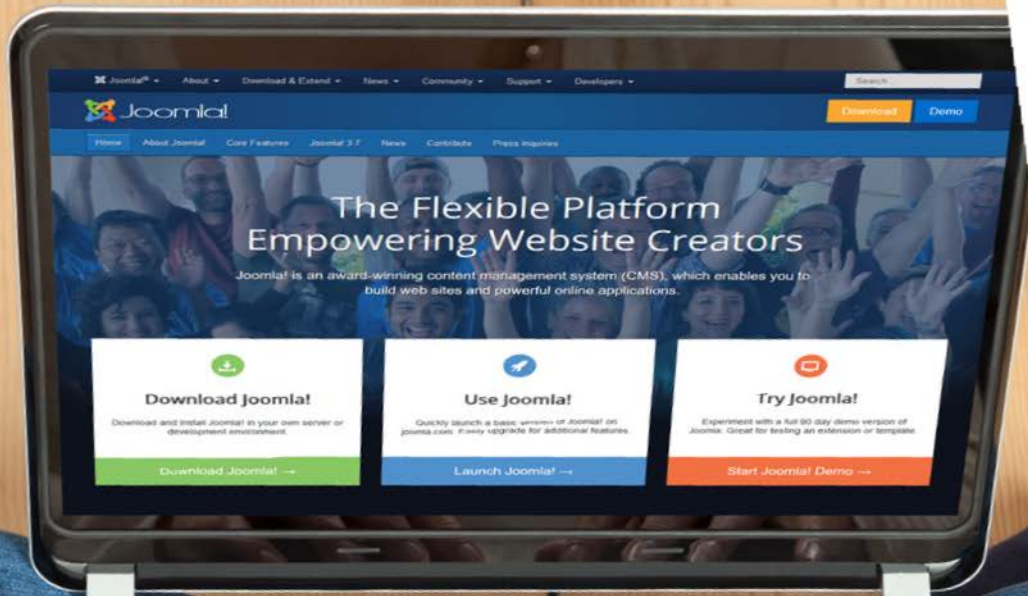 Joomla!® About Download & Extend News Community Support Developers Search ...
Joomla! Download Demo
Home About Joomla! Core Features Joomla! 3.7 News Contribute Press Inquiries
The Flexible Platform
Empowering Website Creators
Joomla! is an award-winning content management system (CMS), which enables you to
build web sites and powerful online applications.
Download Joomla!
Download and install Joomla! in your own server or
development environment.
Download Joomla! →
Use Joomla!
Quickly launch a basic version of Joomla! on
joomla.com. Easily upgrade for additional features.
Launch Joomla! →
Try Joomla!
Experiment with a full 90 day demo version of
Joomla. Great for testing an extension or template.
Start Joomla! Demo →